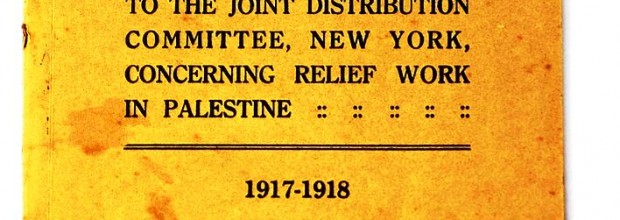 TO THE JOINT DISTRIBUTION
COMMITTEE, NEW YORK,
CONCERNING RELIEF WORK
IN PALESTINE :: :: :: :: ::
1917-1918